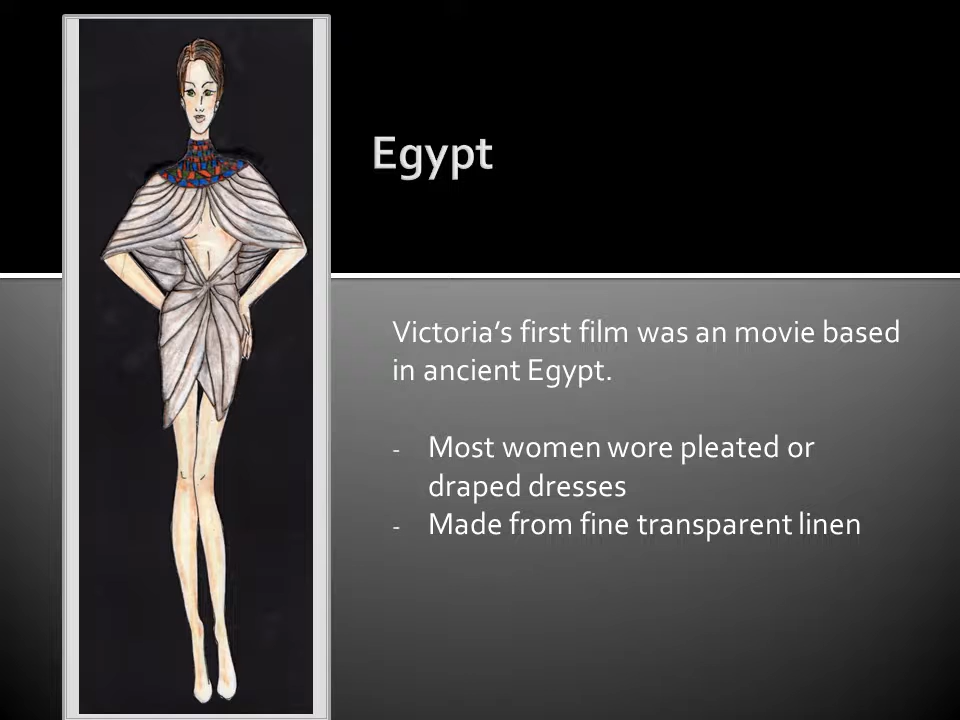 Egypt
Victoria’s first film was an movie based
in ancient Egypt.
- Most women wore pleated or
draped dresses
- Made from fine transparent linen